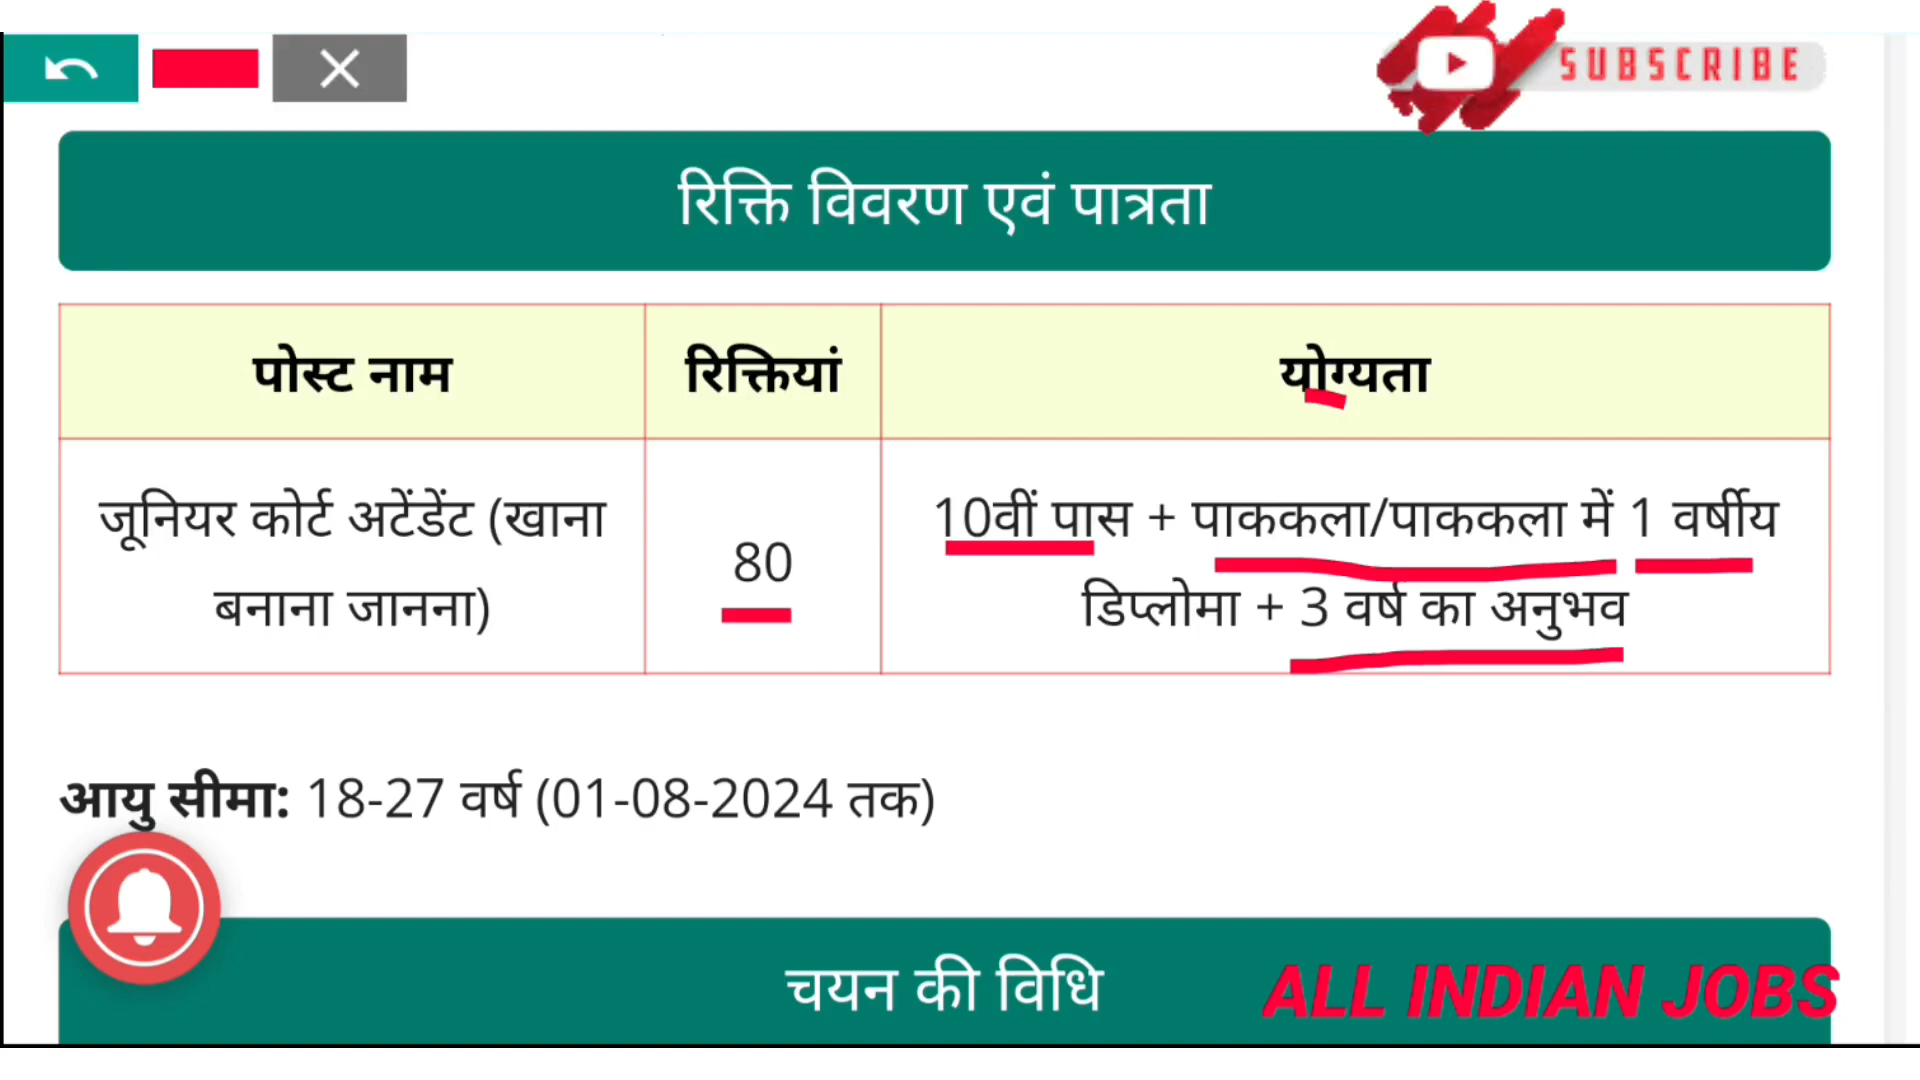 SUBSCRIBE
रिक्ति विवरण एवं पात्रता
पोस्ट नाम
रिक्तियां
योग्यता
जूनियर कोर्ट अटेंडेंट (खाना
बनाना जानना)
80
10वीं पास + पाककला/पाककला में 1 वर्षीय
डिप्लोमा + 3 वर्ष का अनुभव
आयु सीमा: 18-27 वर्ष (01-08-2024 तक)
चयन की विधि
ALL INDIAN JOBS